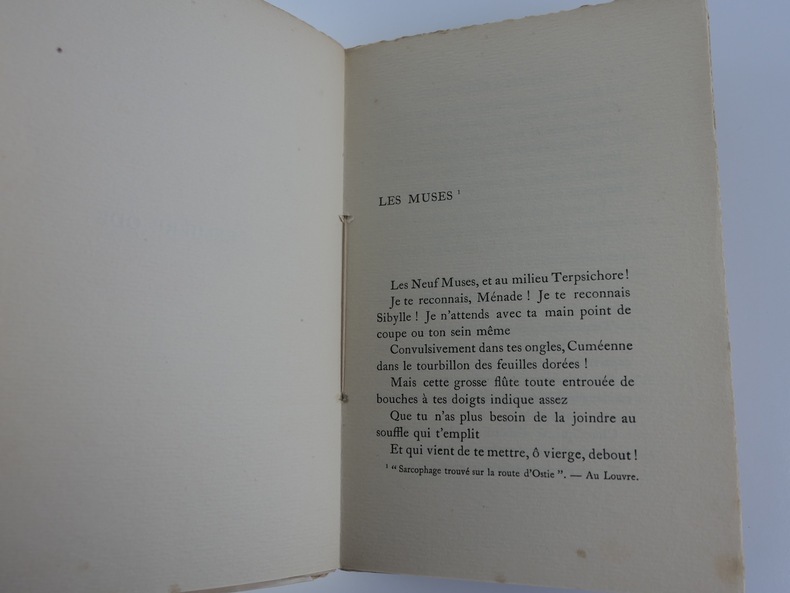 LES MUSES ¹
Les Neuf Muses, et au milieu Terpsichore !
Je te reconnais, Ménade ! Je te reconnais
Sibylle ! Je n'attends avec ta main point de
coupe ou ton sein même
Convulsivement dans tes ongles, Cuméenne
dans le tourbillon des feuilles dorées !
Mais cette grosse flûte toute entrouée de
bouches à tes doigts indique assez
Que tu n'as plus besoin de la joindre au
souffle qui t'emplit
Et qui vient de te mettre, ô vierge, debout !
¹ “ Sarcophage trouvé sur la route d'Ostie ”. — Au Louvre.